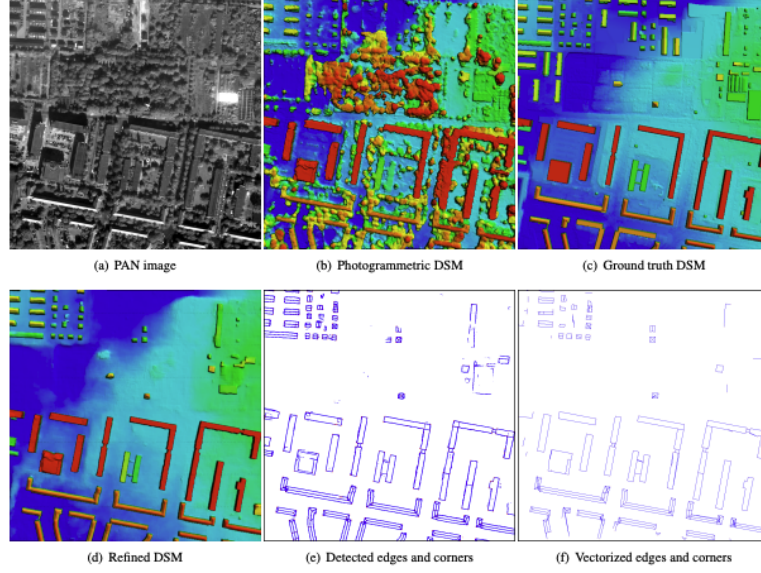 (a) PAN image
(b) Photogrammetric DSM
(c) Ground truth DSM
(d) Refined DSM
(e) Detected edges and corners
(f) Vectorized edges and corners